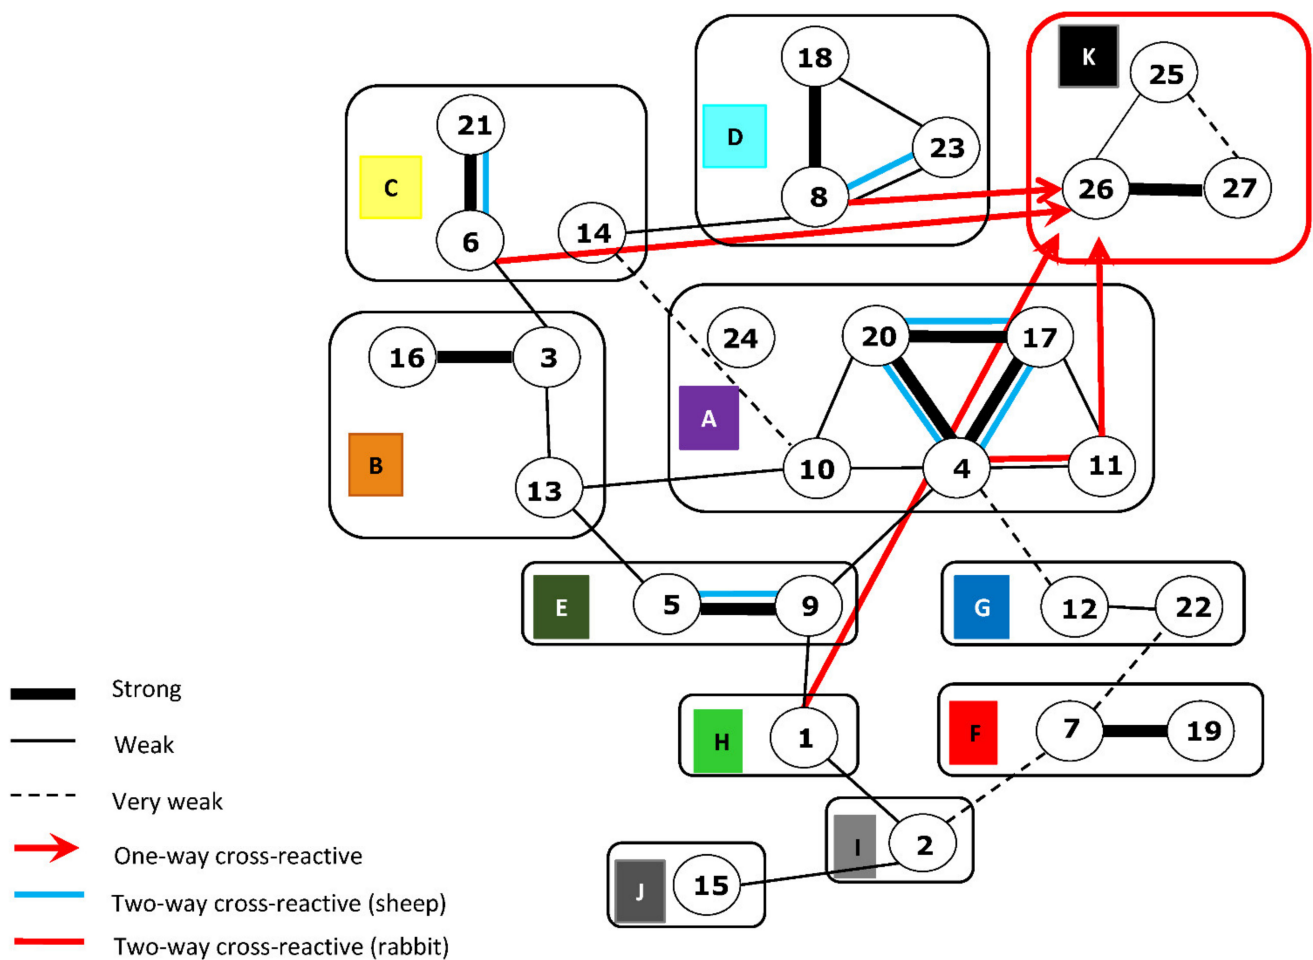 18
K
25
21
D
23
C
8
26
27
6
14
24
20
17
16
3
A
B
10
4
11
13
E
5
9
G
12
22
H
1
F
7
19
I
2
J
15
Strong
Weak
Very weak
One-way cross-reactive
Two-way cross-reactive (sheep)
Two-way cross-reactive (rabbit)